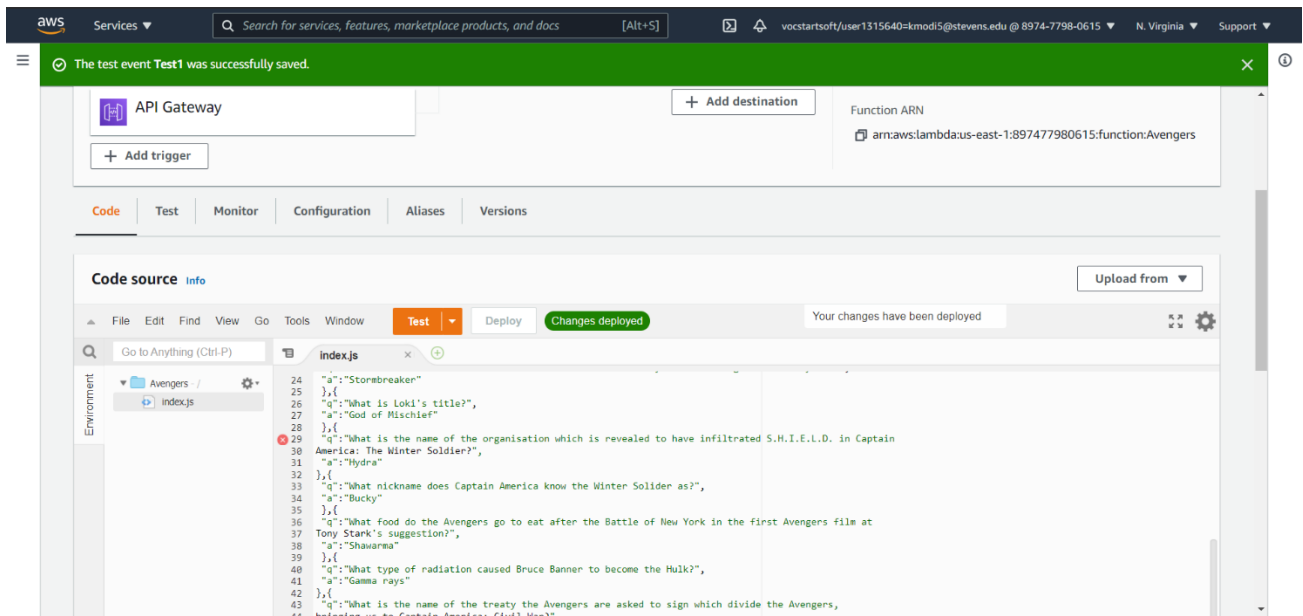 aws Services ▼ Search for services, features, marketplace products, and docs [Alt+S] vocstartsoft/user1315640=kmodi5@stevens.edu @ 8974-7798-0615 ▼ N. Virginia ▼ Support ▼
The test event Test1 was successfully saved.
API Gateway
+ Add destination
Function ARN
arn:aws:lambda:us-east-1:897477980615:function:Avengers
+ Add trigger
Code Test Monitor Configuration Aliases Versions
Code source Info
Upload from ▼
File Edit Find View Go Tools Window Test Deploy Changes deployed
Your changes have been deployed
Go to Anything (Ctrl-P)
index.js
Environment
Avengers - /
index.js
24 "a":"Stormbreaker"
25 },{
26 "q":"What is Loki's title?",
27 "a":"God of Mischief"
28 },{
29 "q":"What is the name of the organisation which is revealed to have infiltrated S.H.I.E.L.D. in Captain
30 America: The Winter Soldier?",
31 "a":"Hydra"
32 },{
33 "q":"What nickname does Captain America know the Winter Solider as?",
34 "a":"Bucky"
35 },{
36 "q":"What food do the Avengers go to eat after the Battle of New York in the first Avengers film at
37 Tony Stark's suggestion?",
38 "a":"Shawarma"
39 },{
40 "q":"What type of radiation caused Bruce Banner to become the Hulk?",
41 "a":"Gamma rays"
42 },{
43 "q":"What is the name of the treaty the Avengers are asked to sign which divide the Avengers,